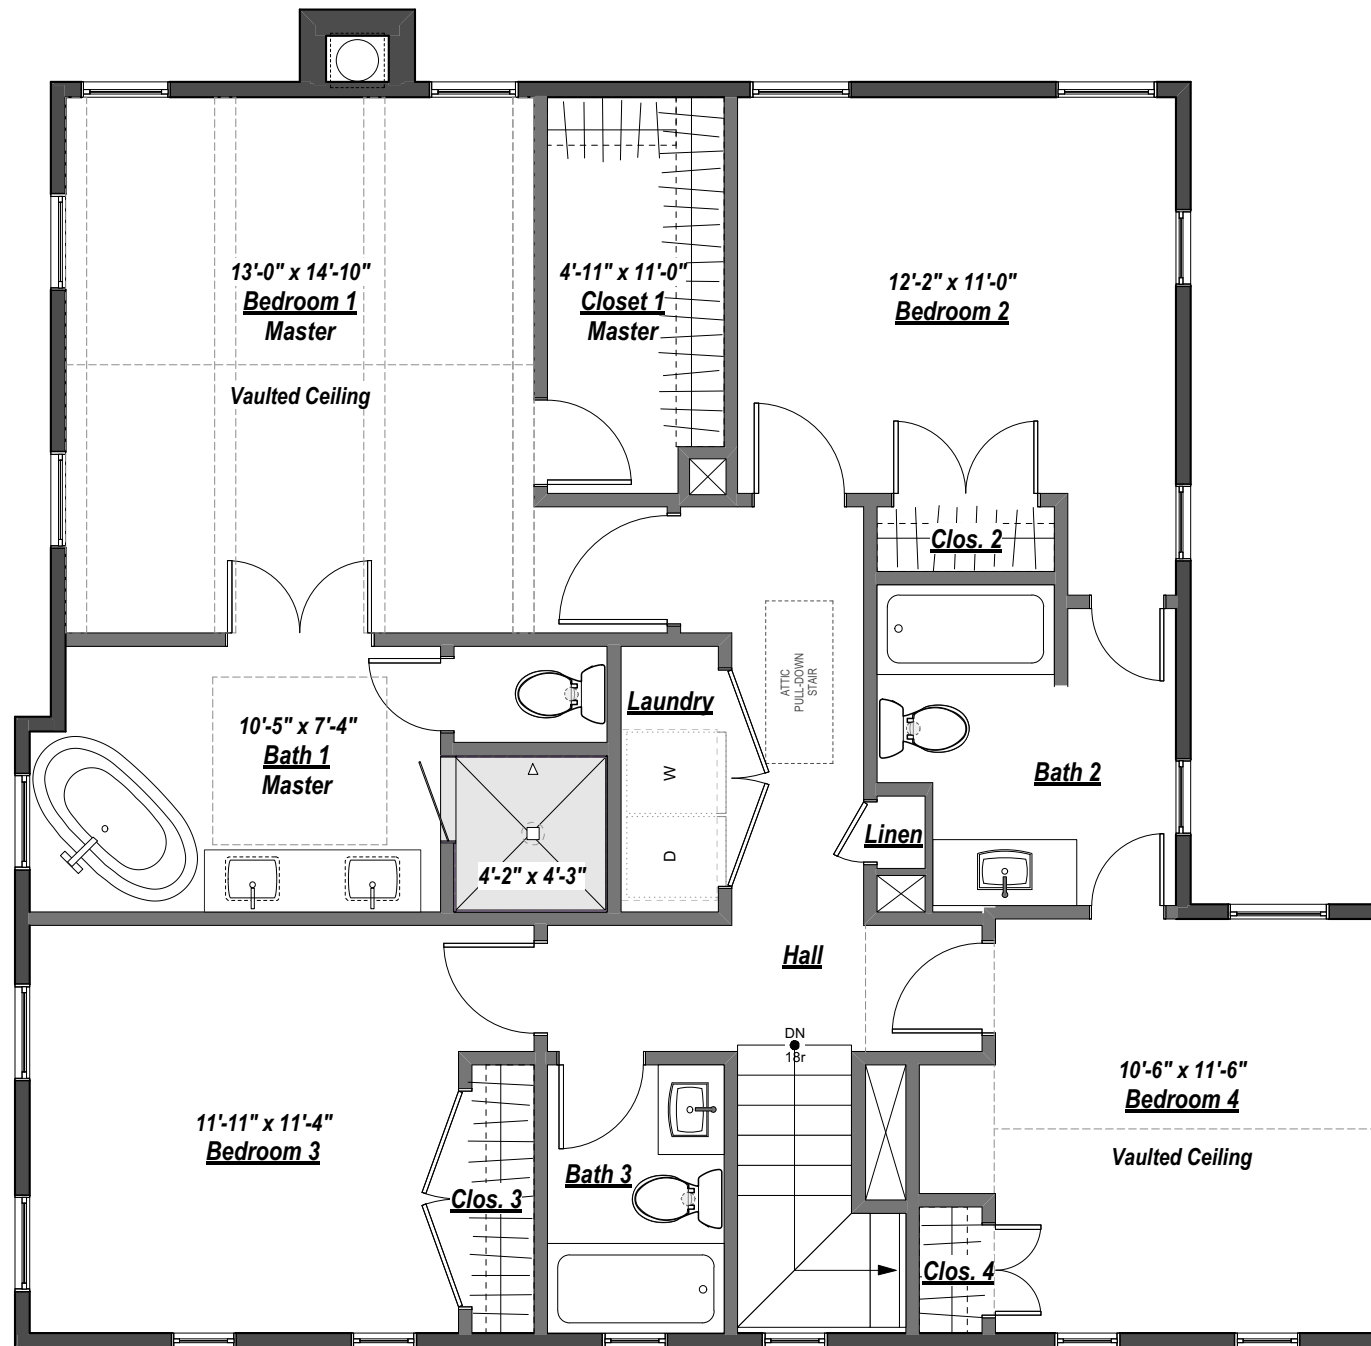 13'-0" x 14'-10"
Bedroom 1
Master
Vaulted Ceiling
4'-11" x 11'-0"
Closet 1
Master
12'-2" x 11'-0"
Bedroom 2
Clos. 2
ATTIC
PULL-DOWN
STAIR
Laundry
W
D
10'-5" x 7'-4"
Bath 1
Master
4'-2" x 4'-3"
Bath 2
Linen
Hall
DN
18r
11'-11" x 11'-4"
Bedroom 3
Clos. 3
Bath 3
10'-6" x 11'-6"
Bedroom 4
Vaulted Ceiling
Clos. 4